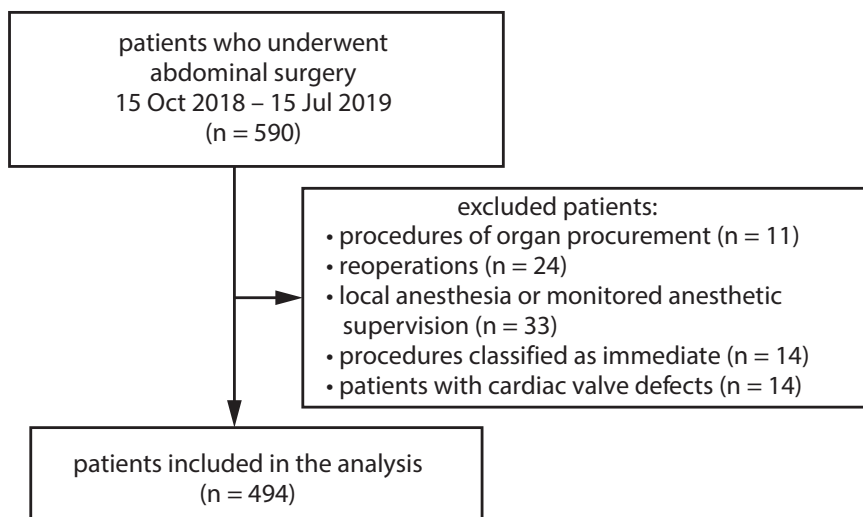 patients who underwent
abdominal surgery
15 Oct 2018 – 15 Jul 2019
(n = 590)
excluded patients:
• procedures of organ procurement (n = 11)
• reoperations (n = 24)
• local anesthesia or monitored anesthetic
supervision (n = 33)
• procedures classified as immediate (n = 14)
• patients with cardiac valve defects (n = 14)
patients included in the analysis
(n = 494)